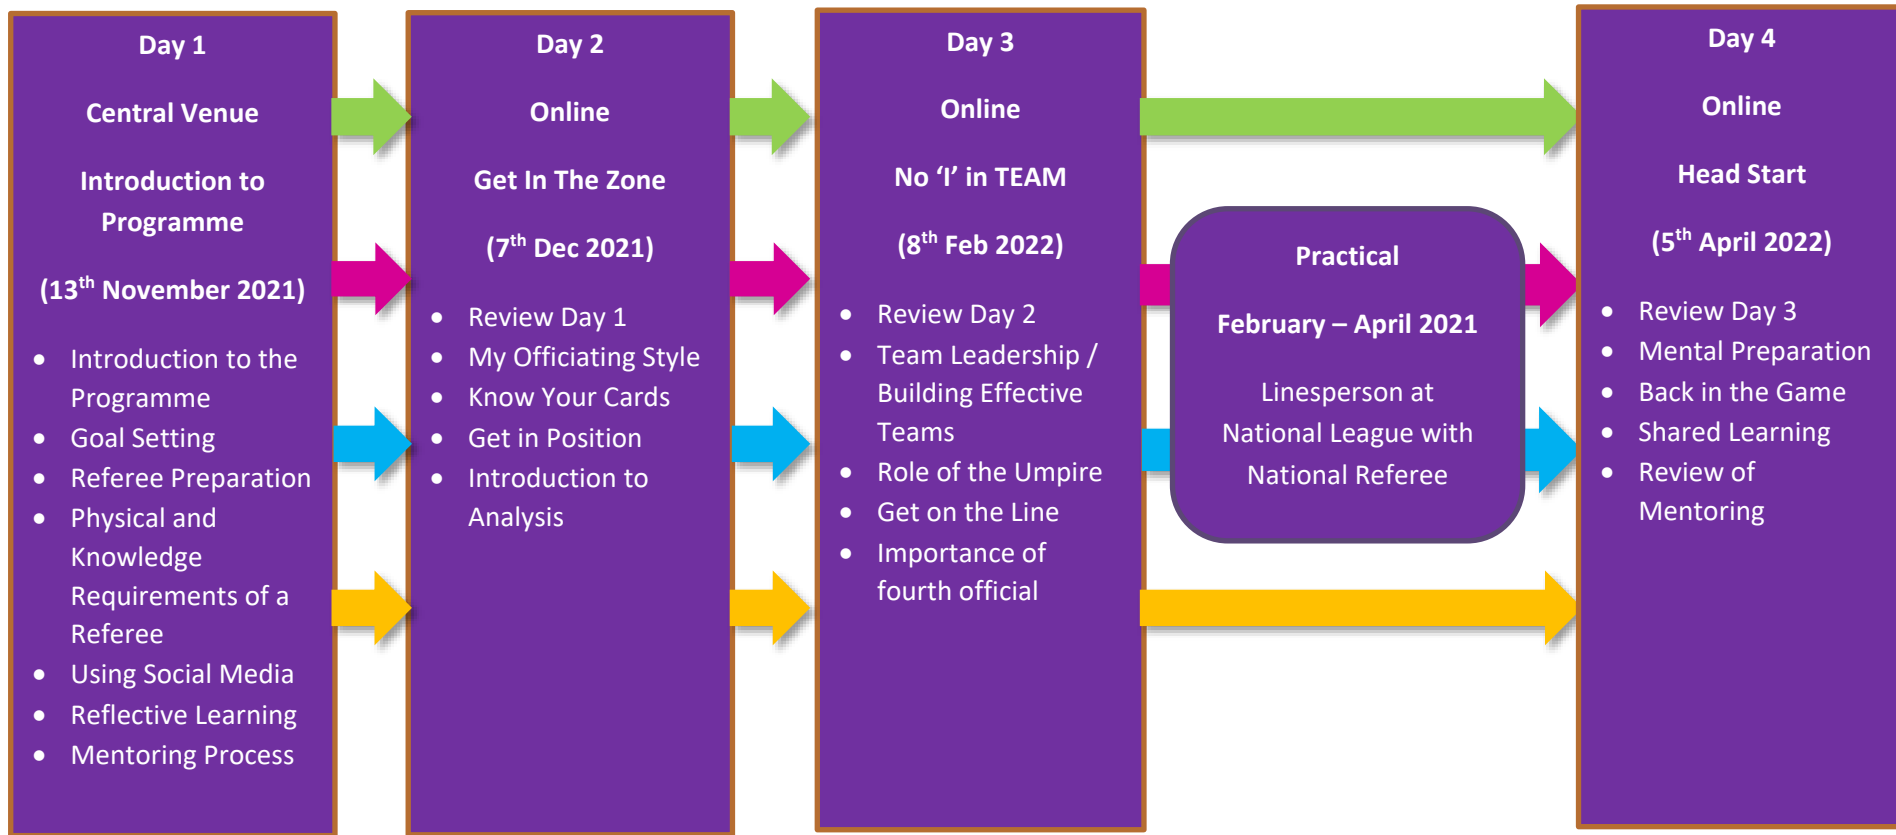 Day 1
Central Venue
Introduction to
Programme
(13th November 2021)
• Introduction to the
Programme
• Goal Setting
• Referee Preparation
• Physical and
Knowledge
Requirements of a
Referee
• Using Social Media
• Reflective Learning
• Mentoring Process
Day 2
Online
Get In The Zone
(7th Dec 2021)
• Review Day 1
• My Officiating Style
• Know Your Cards
• Get in Position
• Introduction to
Analysis
Day 3
Online
No ‘I’ in TEAM
(8th Feb 2022)
• Review Day 2
• Team Leadership /
Building Effective
Teams
• Role of the Umpire
• Get on the Line
• Importance of
fourth official
Practical
February – April 2021
Linesperson at
National League with
National Referee
Day 4
Online
Head Start
(5th April 2022)
• Review Day 3
• Mental Preparation
• Back in the Game
• Shared Learning
• Review of
Mentoring